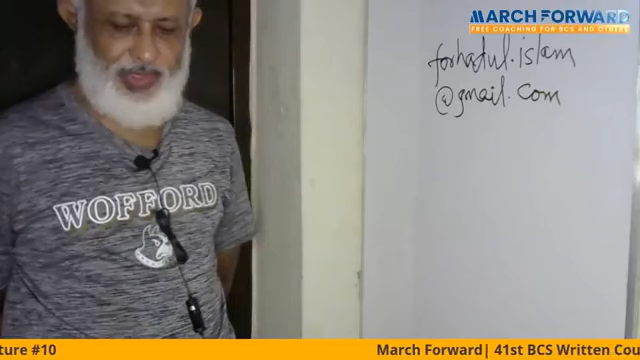 MARCH FORWARD
FREE COACHING FOR BCS AND OTHERS
forhadul.islam
@gmail.com
WOFFORD
ture #10
March Forward| 41st BCS Written Cou